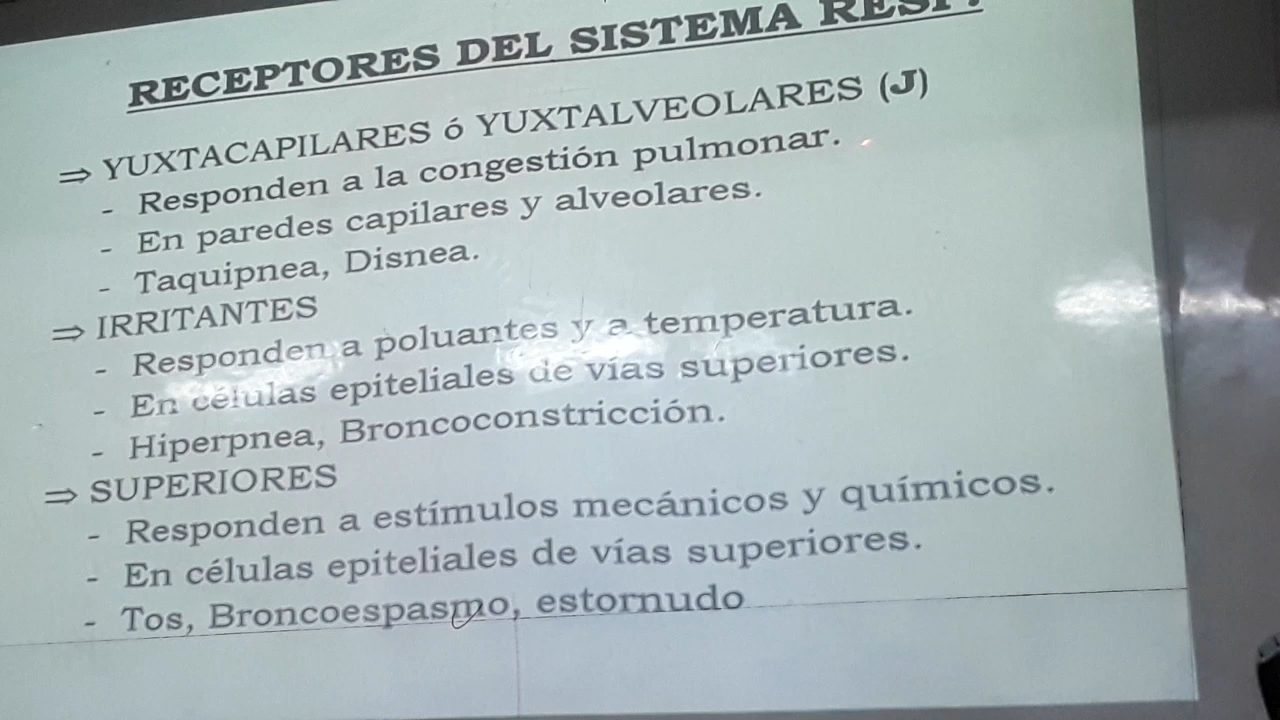 RECEPTORES DEL SISTEMA RESP.
⇒ YUXTACAPILARES ó YUXTALVEOLARES (J)
- Responden a la congestión pulmonar.
- En paredes capilares y alveolares.
- Taquipnea, Disnea.
⇒ IRRITANTES
- Responden a poluantes y a temperatura.
- En células epiteliales de vías superiores.
- Hiperpnea, Broncoconstricción.
⇒ SUPERIORES
- Responden a estímulos mecánicos y químicos.
- En células epiteliales de vías superiores.
- Tos, Broncoespasmo, estornudo